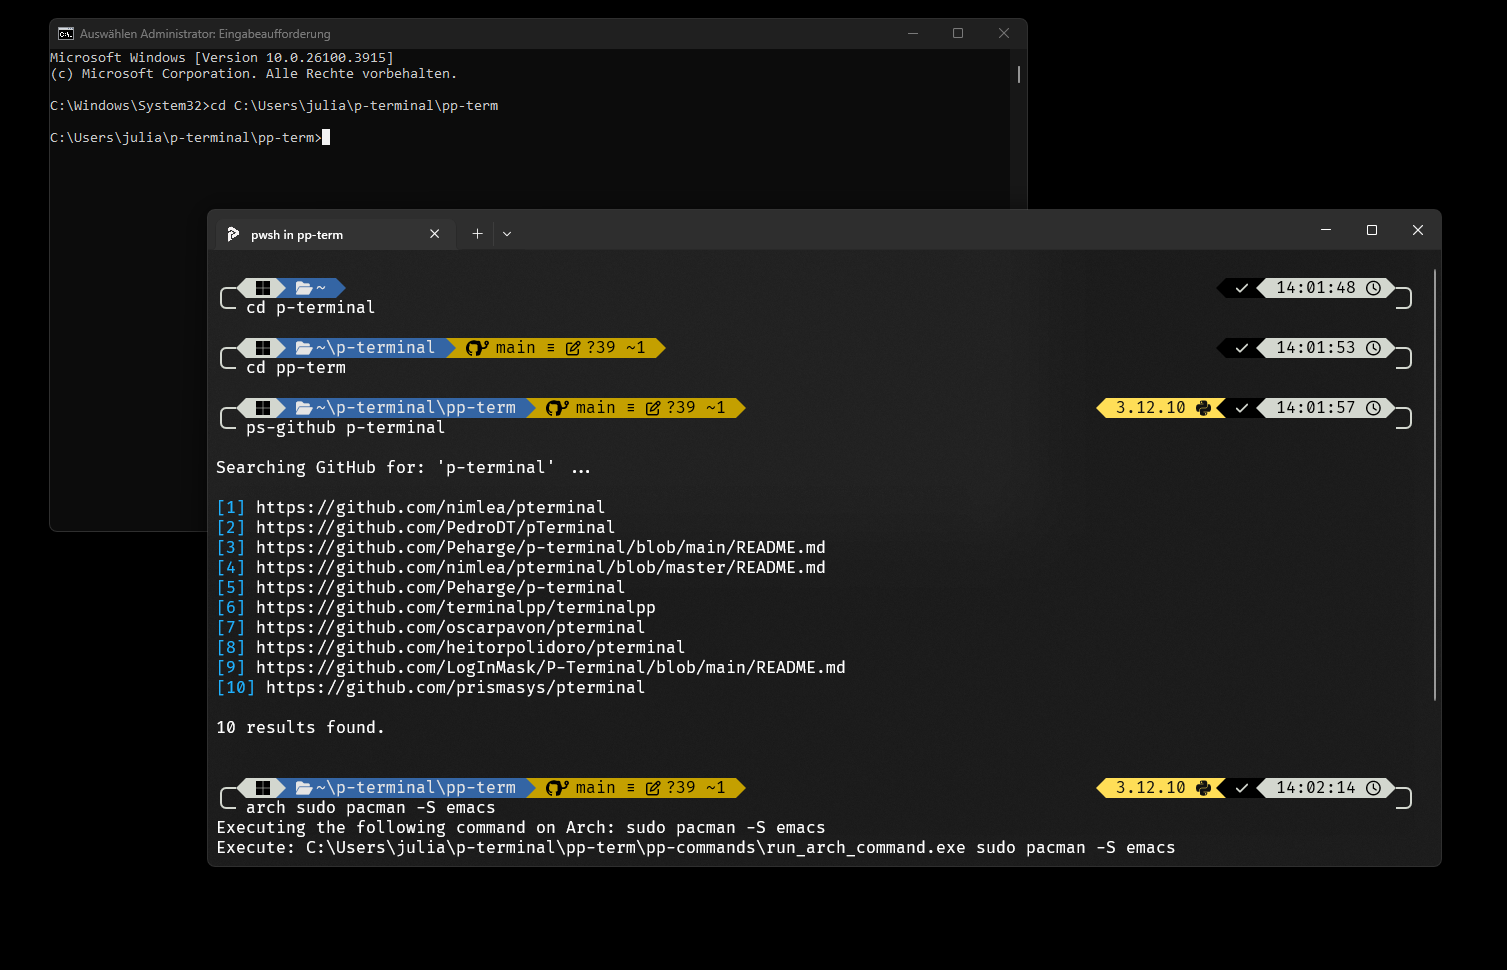 Auswählen Administrator: Eingabeaufforderung
Microsoft Windows [Version 10.0.26100.3915]
(c) Microsoft Corporation. Alle Rechte vorbehalten.
C:\Windows\System32>cd C:\Users\julia\p-terminal\pp-term
C:\Users\julia\p-terminal\pp-term>
pwsh in pp-term
~ 14:01:48
cd p-terminal
~\p-terminal main ≡ ?39 ~1 14:01:53
cd pp-term
~\p-terminal\pp-term main ≡ ?39 ~1 3.12.10 14:01:57
ps-github p-terminal
Searching GitHub for: 'p-terminal' ...
[1] https://github.com/nimlea/pterminal
[2] https://github.com/PedroDT/pTerminal
[3] https://github.com/Peharge/p-terminal/blob/main/README.md
[4] https://github.com/nimlea/pterminal/blob/master/README.md
[5] https://github.com/Peharge/p-terminal
[6] https://github.com/terminalpp/terminalpp
[7] https://github.com/oscarpavon/pterminal
[8] https://github.com/heitorpolidoro/pterminal
[9] https://github.com/LogInMask/P-Terminal/blob/main/README.md
[10] https://github.com/prismasys/pterminal
10 results found.
~\p-terminal\pp-term main ≡ ?39 ~1 3.12.10 14:02:14
arch sudo pacman -S emacs
Executing the following command on Arch: sudo pacman -S emacs
Execute: C:\Users\julia\p-terminal\pp-term\pp-commands\run_arch_command.exe sudo pacman -S emacs